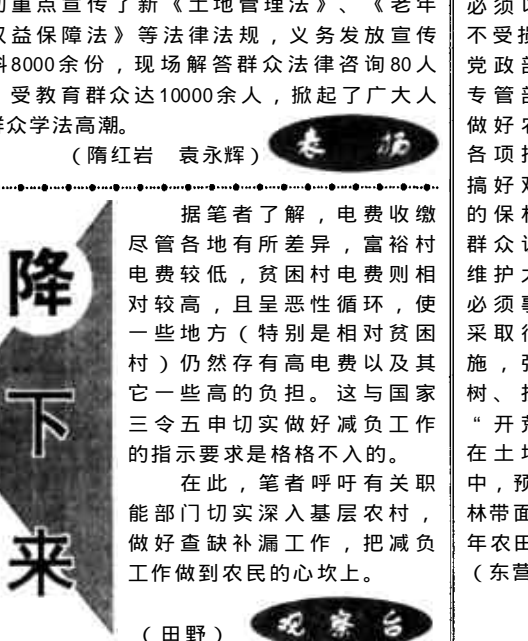 重点宣传了新《土地管理法》、《老年
权益保障法》等法律法规，义务发放宣传
料8000余份，现场解答群众法律咨询80人
，受教育群众达10000余人，掀起了广大人
群众学法高潮。
（隋红岩 袁永辉）
表扬
降下来
据笔者了解，电费收缴
尽管各地有所差异，富裕村
电费较低，贫困村电费则相
对较高，且呈恶性循环，使
一些地方（特别是相对贫困
村）仍然存有高电费以及其
它一些高的负担。这与国家
三令五申切实做好减负工作
的指示要求是格格不入的。
在此，笔者呼吁有关职
能部门切实深入基层农村，
做好查缺补漏工作，把减负
工作做到农民的心坎上。
（田野）
观察台
必须
不受损
党政部
专管部
做好农
各项
搞好
的保
群众
维护
必须事
采取
施，
树、
“开荒
在土地
中，预
林带面
年农田
（东营